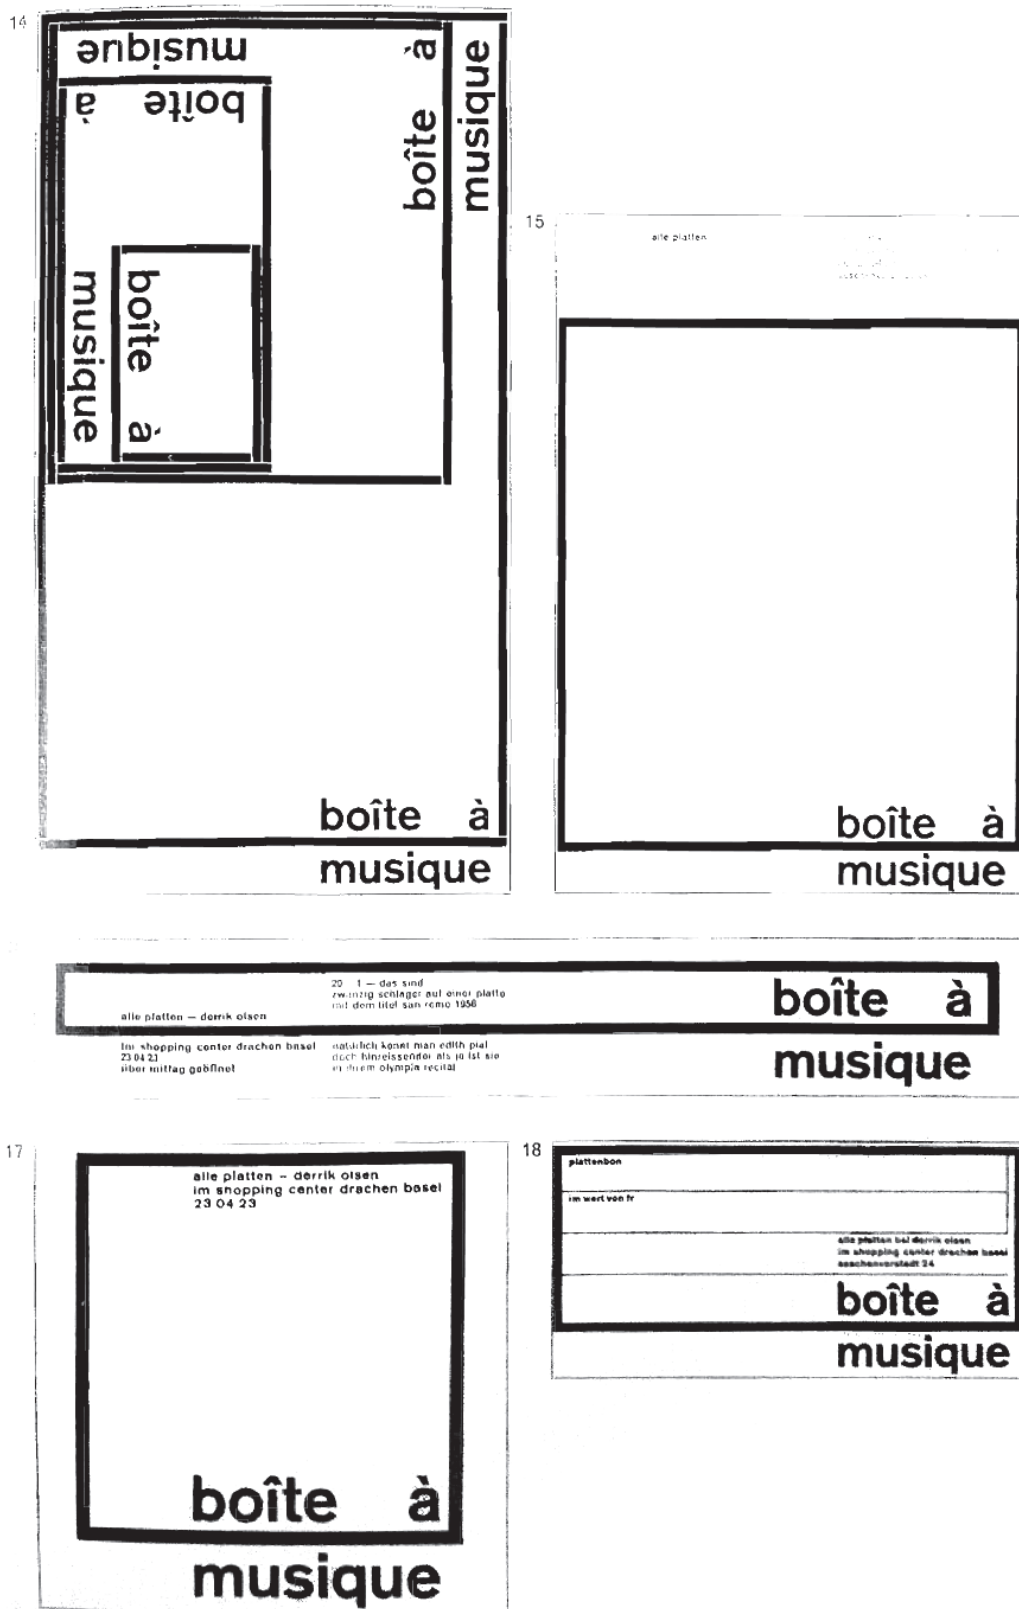 14
musique
boîte à
boîte à
musique
boîte à
musique
boîte à
musique
15
alle platten
boîte à
musique
20 1 – das sind
zwanzig schlager auf einer platte
mit dem titel san remo 1956
alle platten – derrik olsen
boîte à
im shopping center drachen basel
23 04 23
über mittag geöffnet
natürlich kennt man edith piaf
doch hinreissender als je ist sie
in ihrem olympia recital
musique
17
alle platten – derrik olsen
im shopping center drachen basel
23 04 23
boîte à
musique
18
plattenbon
im wert von fr
alle platten bei derrik olsen
im shopping center drachen basel
aeschenvorstadt 24
boîte à
musique